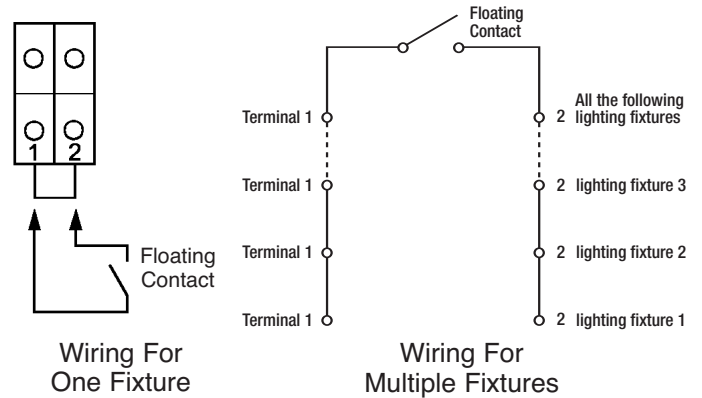 1 2
Floating
Contact
Wiring For
One Fixture
Floating
Contact
Terminal 1
2 All the following
lighting fixtures
Terminal 1
2 lighting fixture 3
Terminal 1
2 lighting fixture 2
Terminal 1
2 lighting fixture 1
Wiring For
Multiple Fixtures